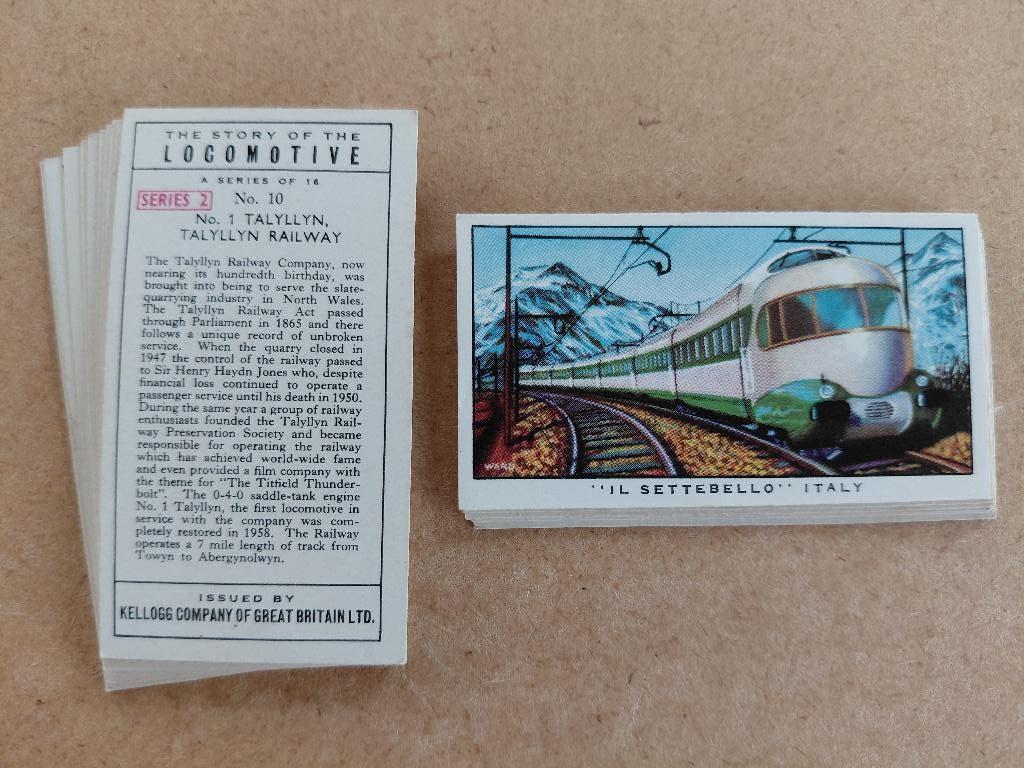 THE STORY OF THE
LOCOMOTIVE
A SERIES OF 16
SERIES 2 No. 10
No. 1 TALYLLYN,
TALYLLYN RAILWAY
The Talyllyn Railway Company, now
nearing its hundredth birthday, was
brought into being to serve the slate-
quarrying industry in North Wales.
The Talyllyn Railway Act passed
through Parliament in 1865 and there
follows a unique record of unbroken
service. When the quarry closed in
1947 the control of the railway passed
to Sir Henry Haydn Jones who, despite
financial loss continued to operate a
passenger service until his death in 1950.
During the same year a group of railway
enthusiasts founded the Talyllyn Rail-
way Preservation Society and became
responsible for operating the railway
which has achieved world-wide fame
and even provided a film company with
the theme for "The Titfield Thunder-
bolt". The 0-4-0 saddle-tank engine
No. 1 Talyllyn, the first locomotive in
service with the company was com-
pletely restored in 1958. The Railway
operates a 7 mile length of track from
Towyn to Abergynolwyn.
ISSUED BY
KELLOGG COMPANY OF GREAT BRITAIN LTD.
WARD
"IL SETTEBELLO" ITALY